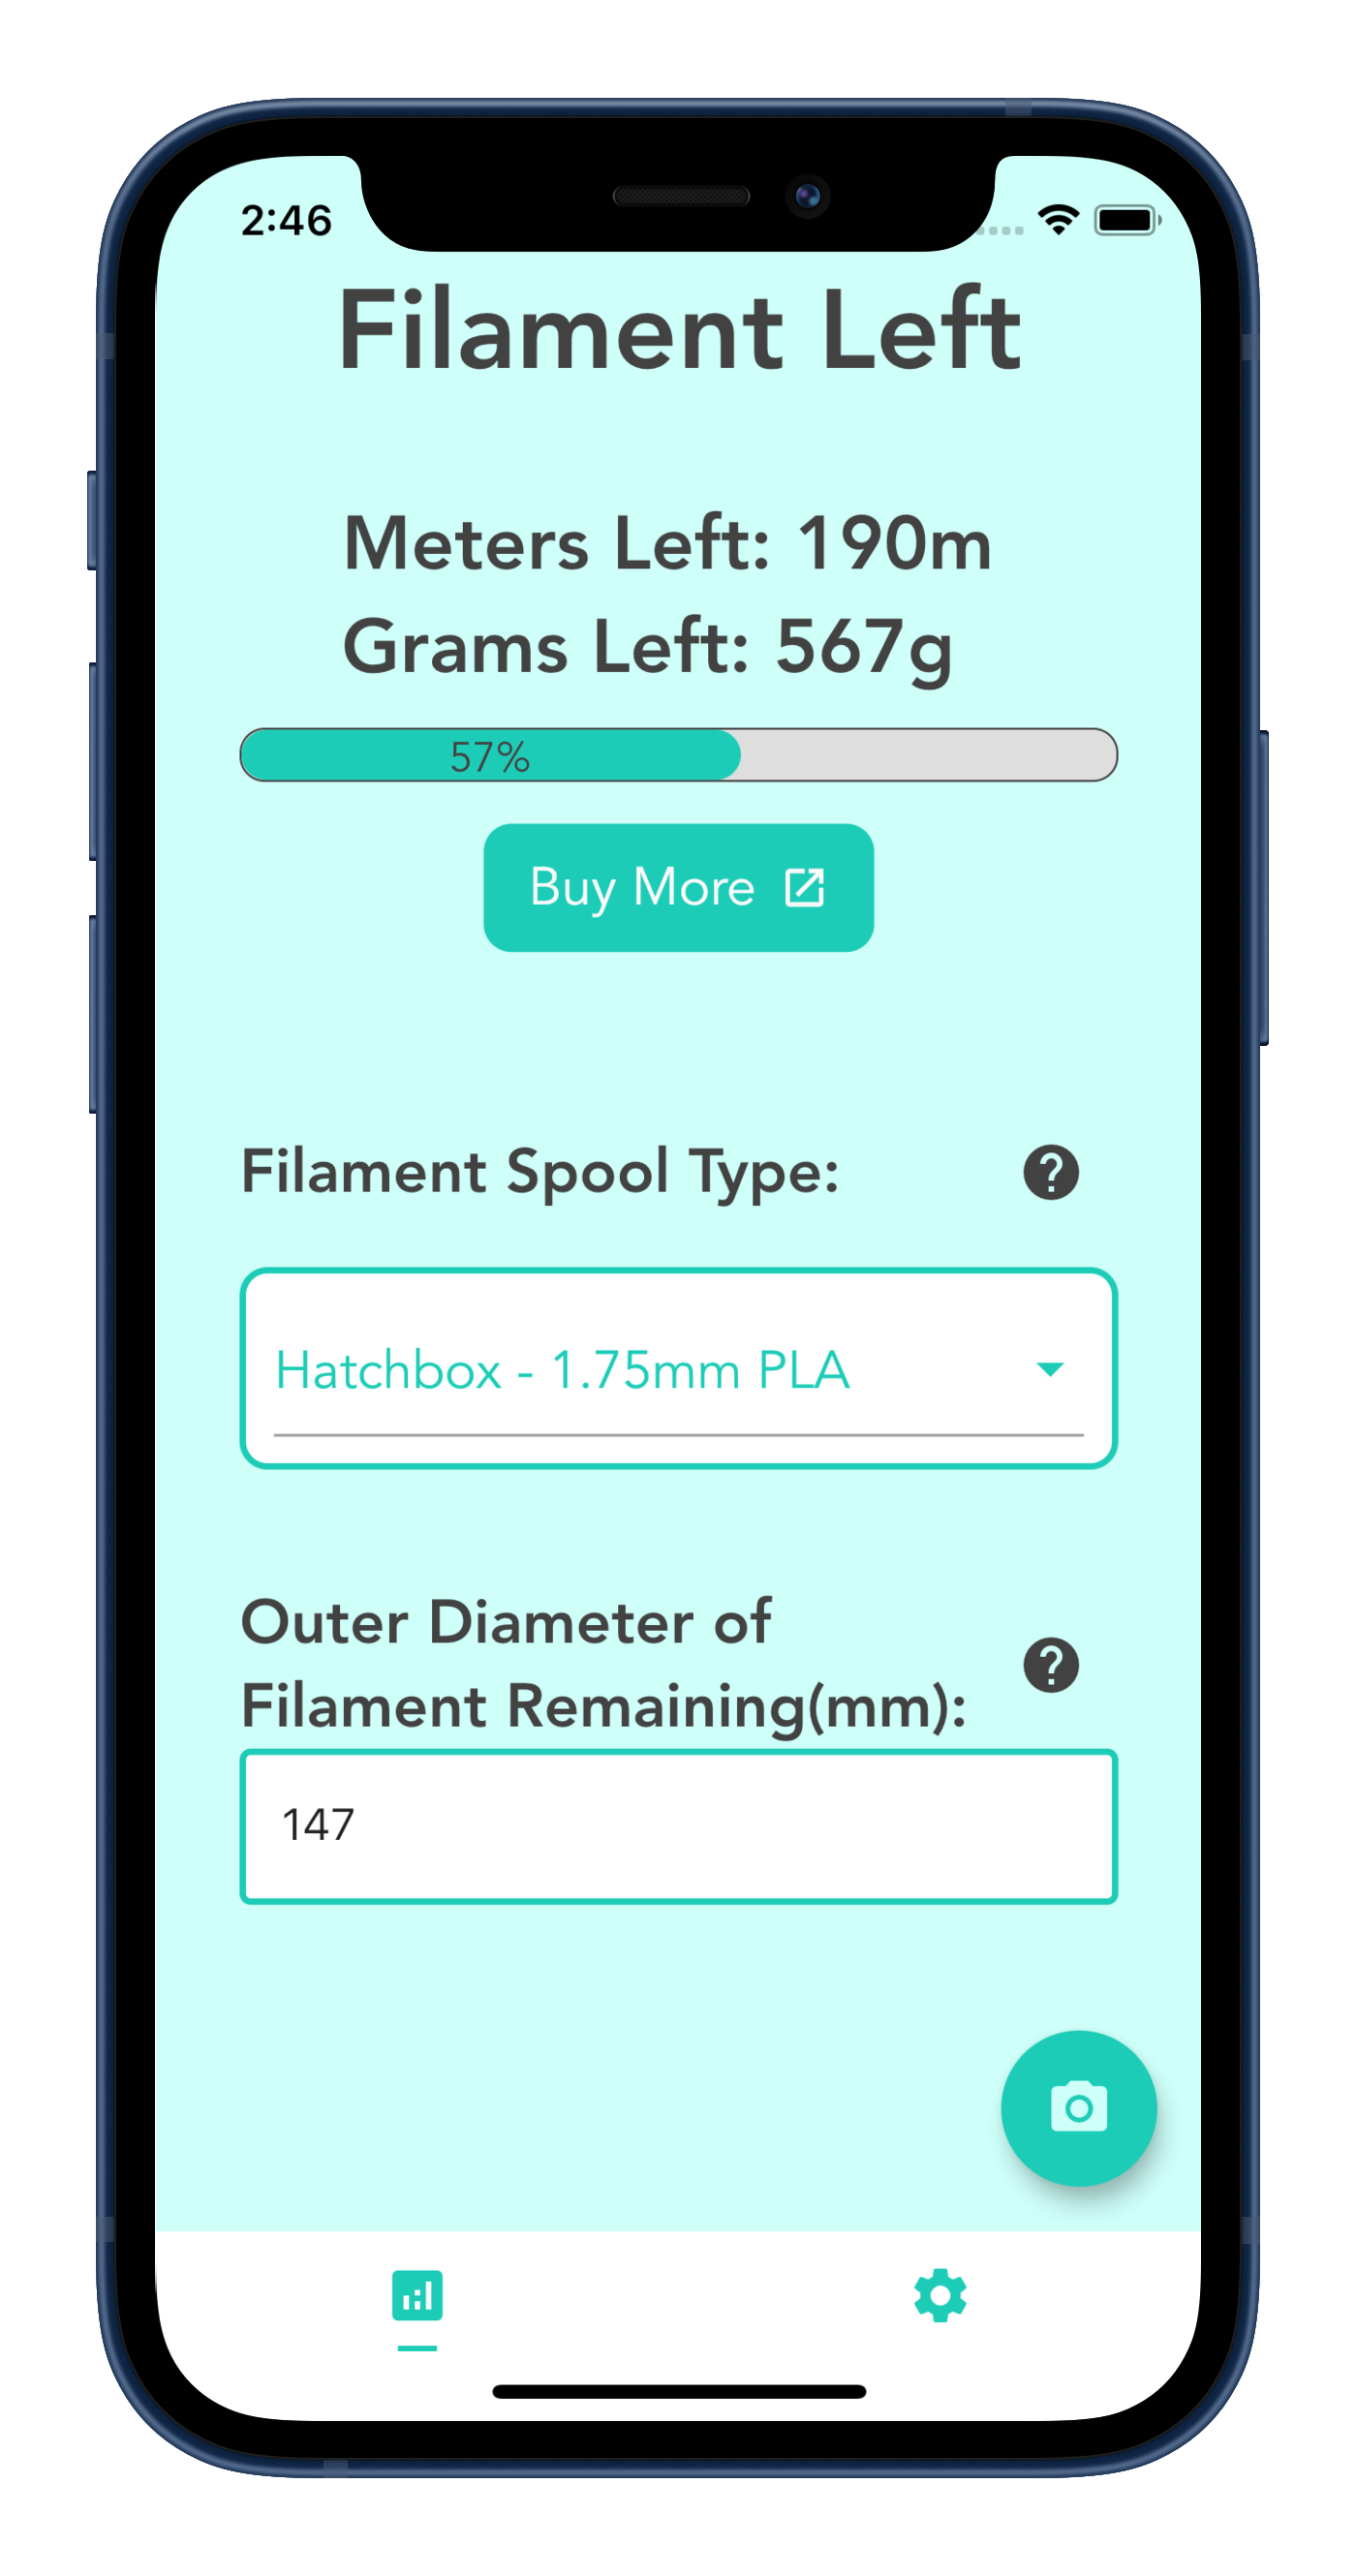 2:46
Filament Left
Meters Left: 190m
Grams Left: 567g
57%
Buy More
Filament Spool Type:
Hatchbox - 1.75mm PLA
Outer Diameter of
Filament Remaining(mm):
147